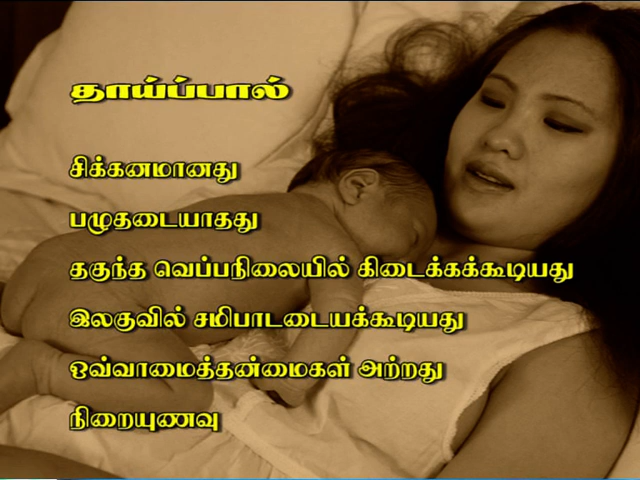 தாய்ப்பால்
சிக்கனமானது
பழுதடையாதது
தகுந்த வெப்பநிலையில் கிடைக்கக்கூடியது
இலகுவில் சமிபாடடையக்கூடியது
ஒவ்வாமைத்தன்மைகள் அற்றது
நிறையுணவு